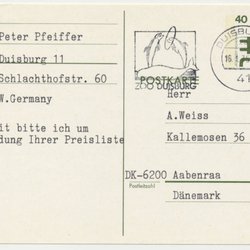 Peter Pfeiffer
Duisburg 11
Schlachthofstr. 60
W.Germany
it bitte ich um
dung Ihrer Preisliste
POSTKARTE
ZOO DUISBURG
DUISBURG
41
40
Herr
A.Weiss
Kallemosen 36
DK-6200 Aabenraa
Postleitzahl
Dänemark